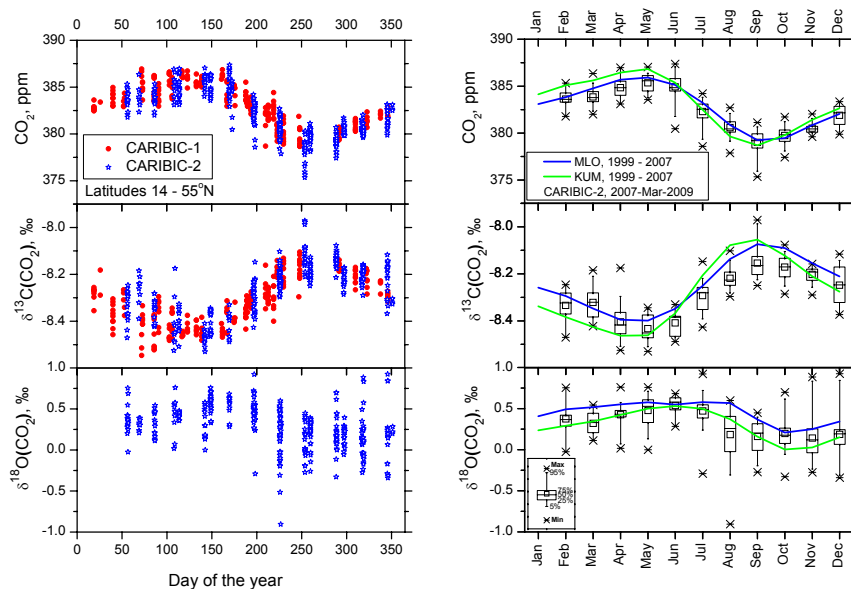 0 50 100 150 200 250 300 350
390
385
380
375
CO2, ppm
CARIBIC-1
CARIBIC-2
Latitudes 14 - 55°N
-8.0
-8.2
-8.4
δ13C(CO2), ‰
1.0
0.5
0.0
-0.5
-1.0
δ18O(CO2), ‰
0 50 100 150 200 250 300 350
Day of the year
Jan Feb Mar Apr May Jun Jul Aug Sep Oct Nov Dec
390
385
380
375
CO2, ppm
MLO, 1999 - 2007
KUM, 1999 - 2007
CARIBIC-2, 2007-Mar-2009
-8.0
-8.2
-8.4
δ13C(CO2), ‰
1.0
0.5
0.0
-0.5
-1.0
δ18O(CO2), ‰
Max
95%
75%
50%
25%
5%
Min
Jan Feb Mar Apr May Jun Jul Aug Sep Oct Nov Dec